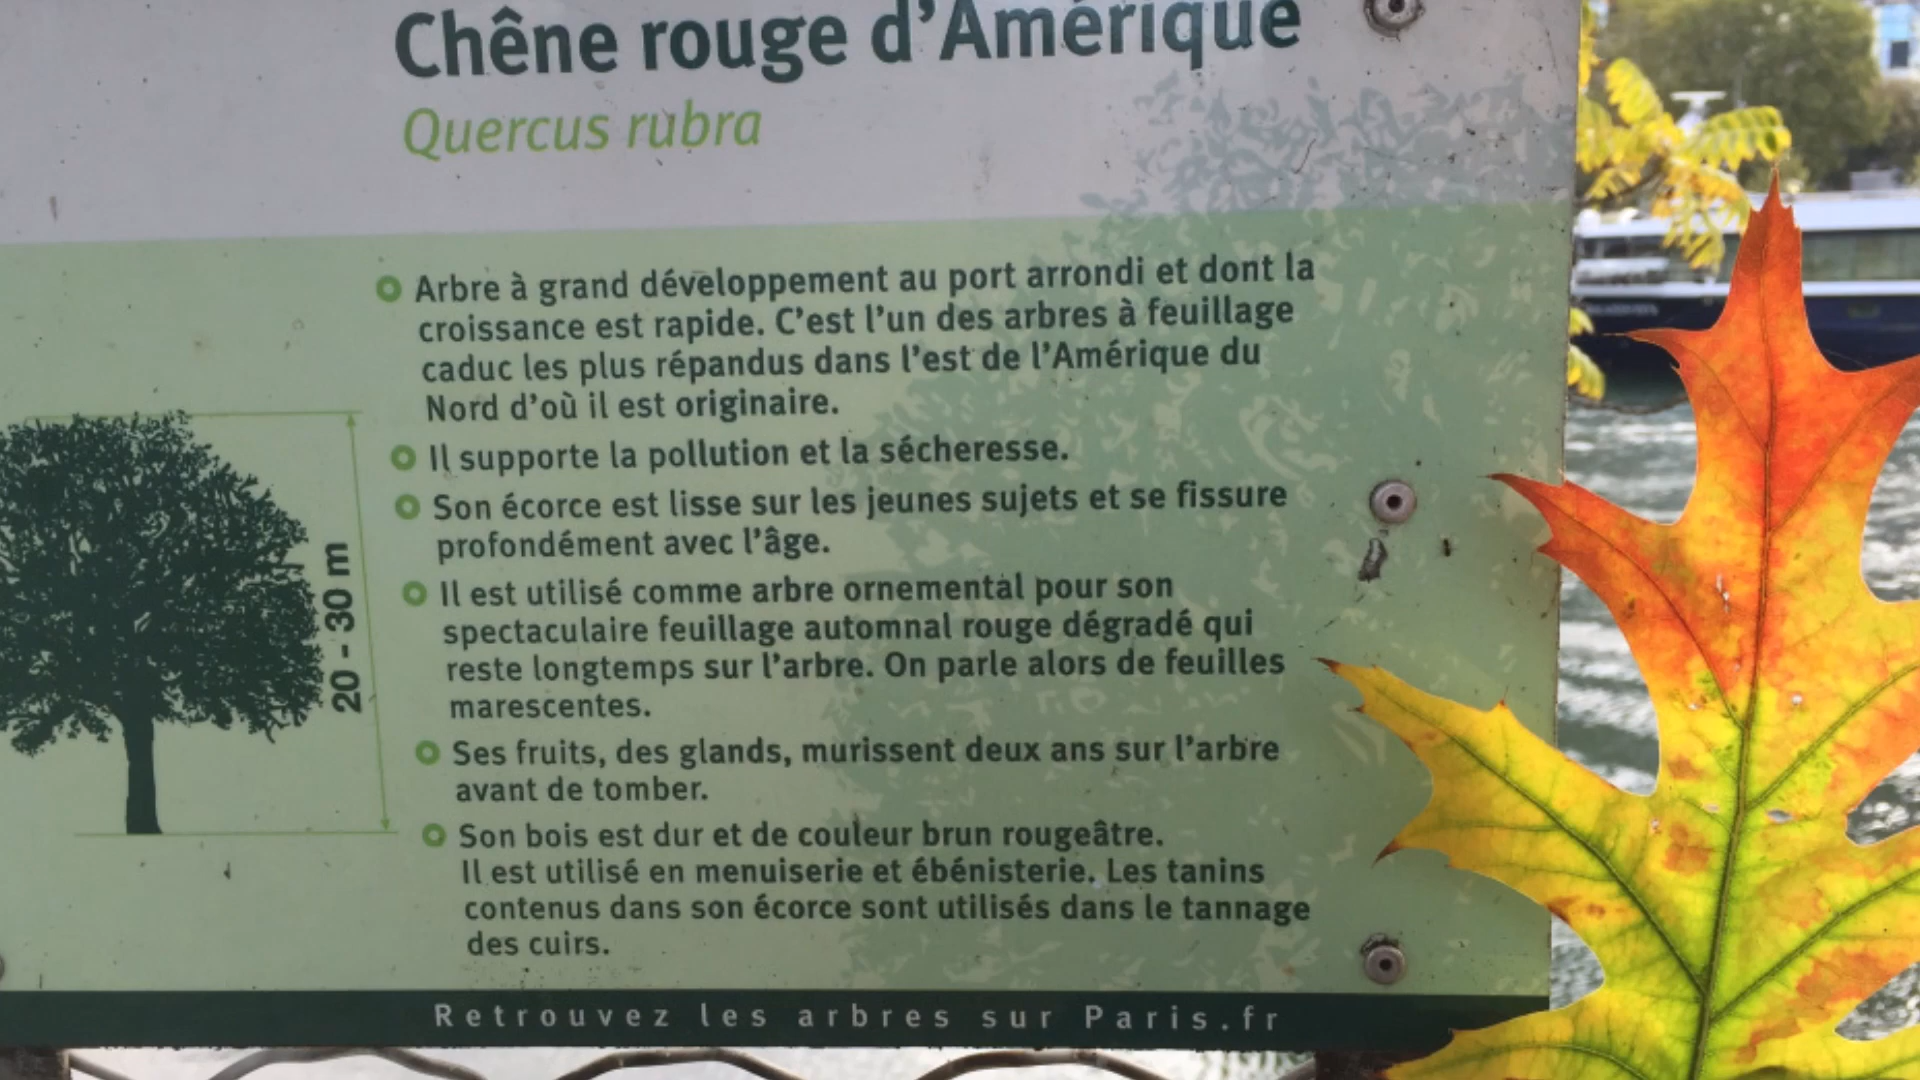 Chêne rouge d'Amérique
Quercus rubra
Arbre à grand développement au port arrondi et dont la
croissance est rapide. C'est l'un des arbres à feuillage
caduc les plus répandus dans l'est de l'Amérique du
Nord d'où il est originaire.
Il supporte la pollution et la sécheresse.
Son écorce est lisse sur les jeunes sujets et se fissure
profondément avec l'âge.
Il est utilisé comme arbre ornemental pour son
spectaculaire feuillage automnal rouge dégradé qui
reste longtemps sur l'arbre. On parle alors de feuilles
marescentes.
Ses fruits, des glands, murissent deux ans sur l'arbre
avant de tomber.
Son bois est dur et de couleur brun rougeâtre.
Il est utilisé en menuiserie et ébénisterie. Les tanins
contenus dans son écorce sont utilisés dans le tannage
des cuirs.
20 - 30 m
Retrouvez les arbres sur Paris.fr